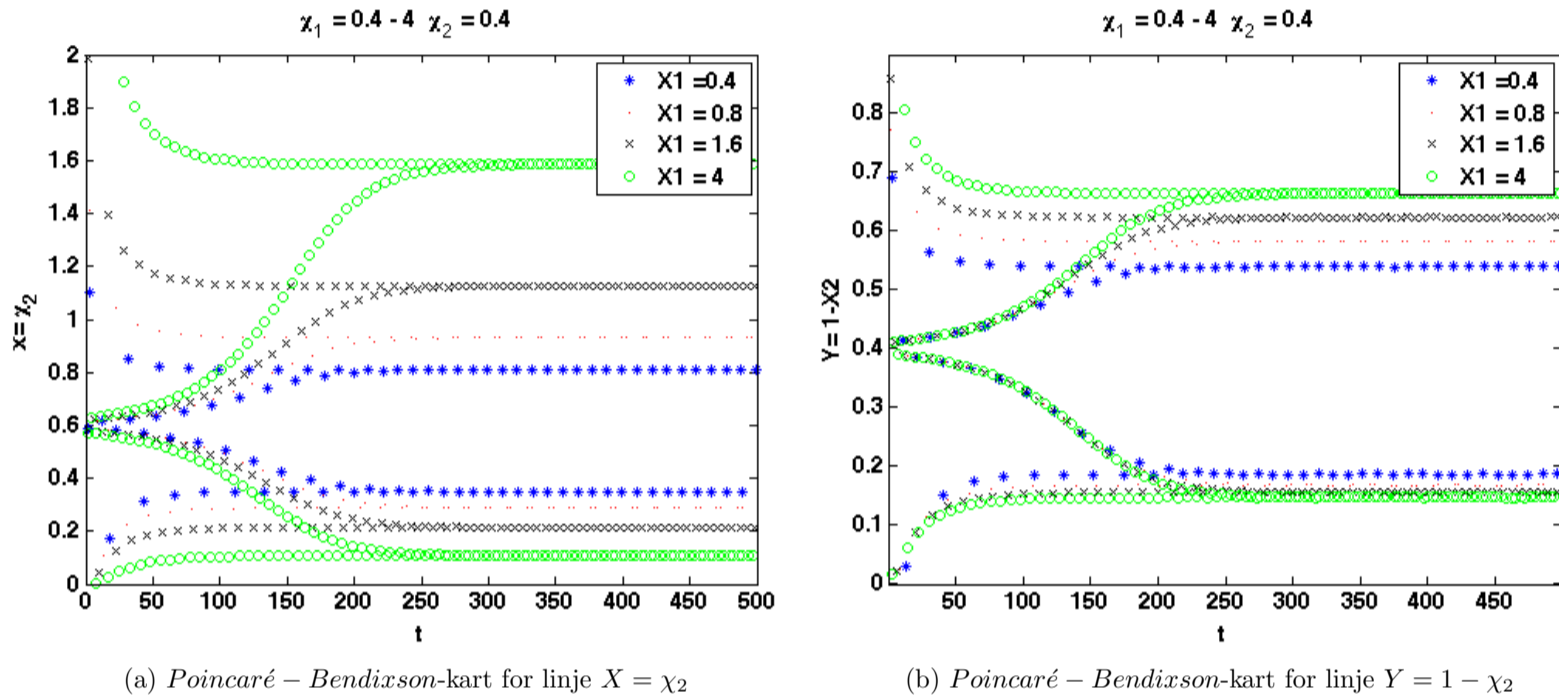 χ₁ = 0.4 - 4 χ₂ = 0.4
2
1.8
1.6
1.4
1.2
1
0.8
0.6
0.4
0.2
0
x=χ₂
0 50 100 150 200 250 300 350 400 450 500
t
X1 =0.4
X1 = 0.8
X1 = 1.6
X1 = 4
(a) Poincaré – Bendixson-kart for linje X = χ₂
χ₁ = 0.4 - 4 χ₂ = 0.4
0.8
0.7
0.6
0.5
0.4
0.3
0.2
0.1
0
Y= 1-X2
50 100 150 200 250 300 350 400 450
t
X1 =0.4
X1 = 0.8
X1 = 1.6
X1 = 4
(b) Poincaré – Bendixson-kart for linje Y = 1 − χ₂